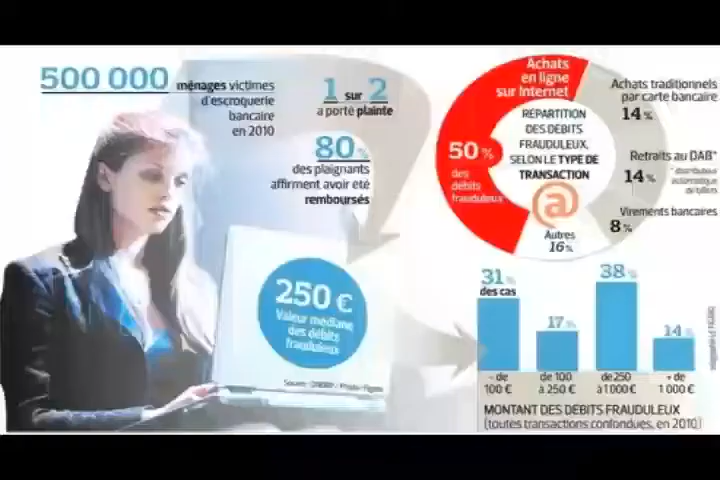 500 000 ménages victimes
d'escroquerie
bancaire
en 2010
1 sur 2
a porté plainte
80%
des plaignants
affirment avoir été
remboursés
250 €
Valeur médiane
des débits
frauduleux
Achats
en ligne
sur Internet
50 %
des
débits
frauduleux
RÉPARTITION
DES DÉBITS
FRAUDULEUX,
SELON LE TYPE DE
TRANSACTION
@
Achats traditionnels
par carte bancaire
14 %
Retraits au DAB*
14 %
* distributeur
automatique
de billets
Virements bancaires
8 %
Autres
16 %
31 %
des cas
17 %
38 %
14 %
- de
100 €
de 100
à 250 €
de 250
à 1 000 €
+ de
1 000 €
MONTANT DES DÉBITS FRAUDULEUX
(toutes transactions confondues, en 2010)